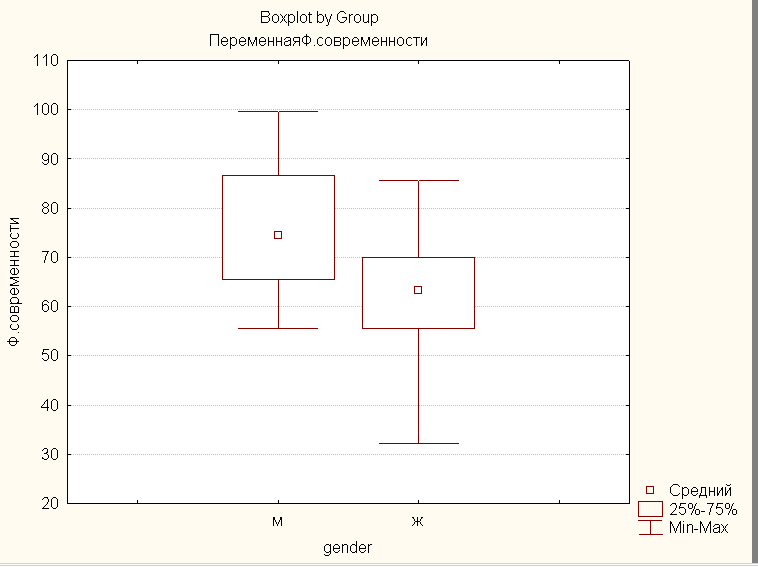 Boxplot by Group
ПеременнаяФ.современности
110
100
90
80
70
60
50
40
30
20
Ф.современности
м
ж
gender
Средний
25%-75%
Min-Max